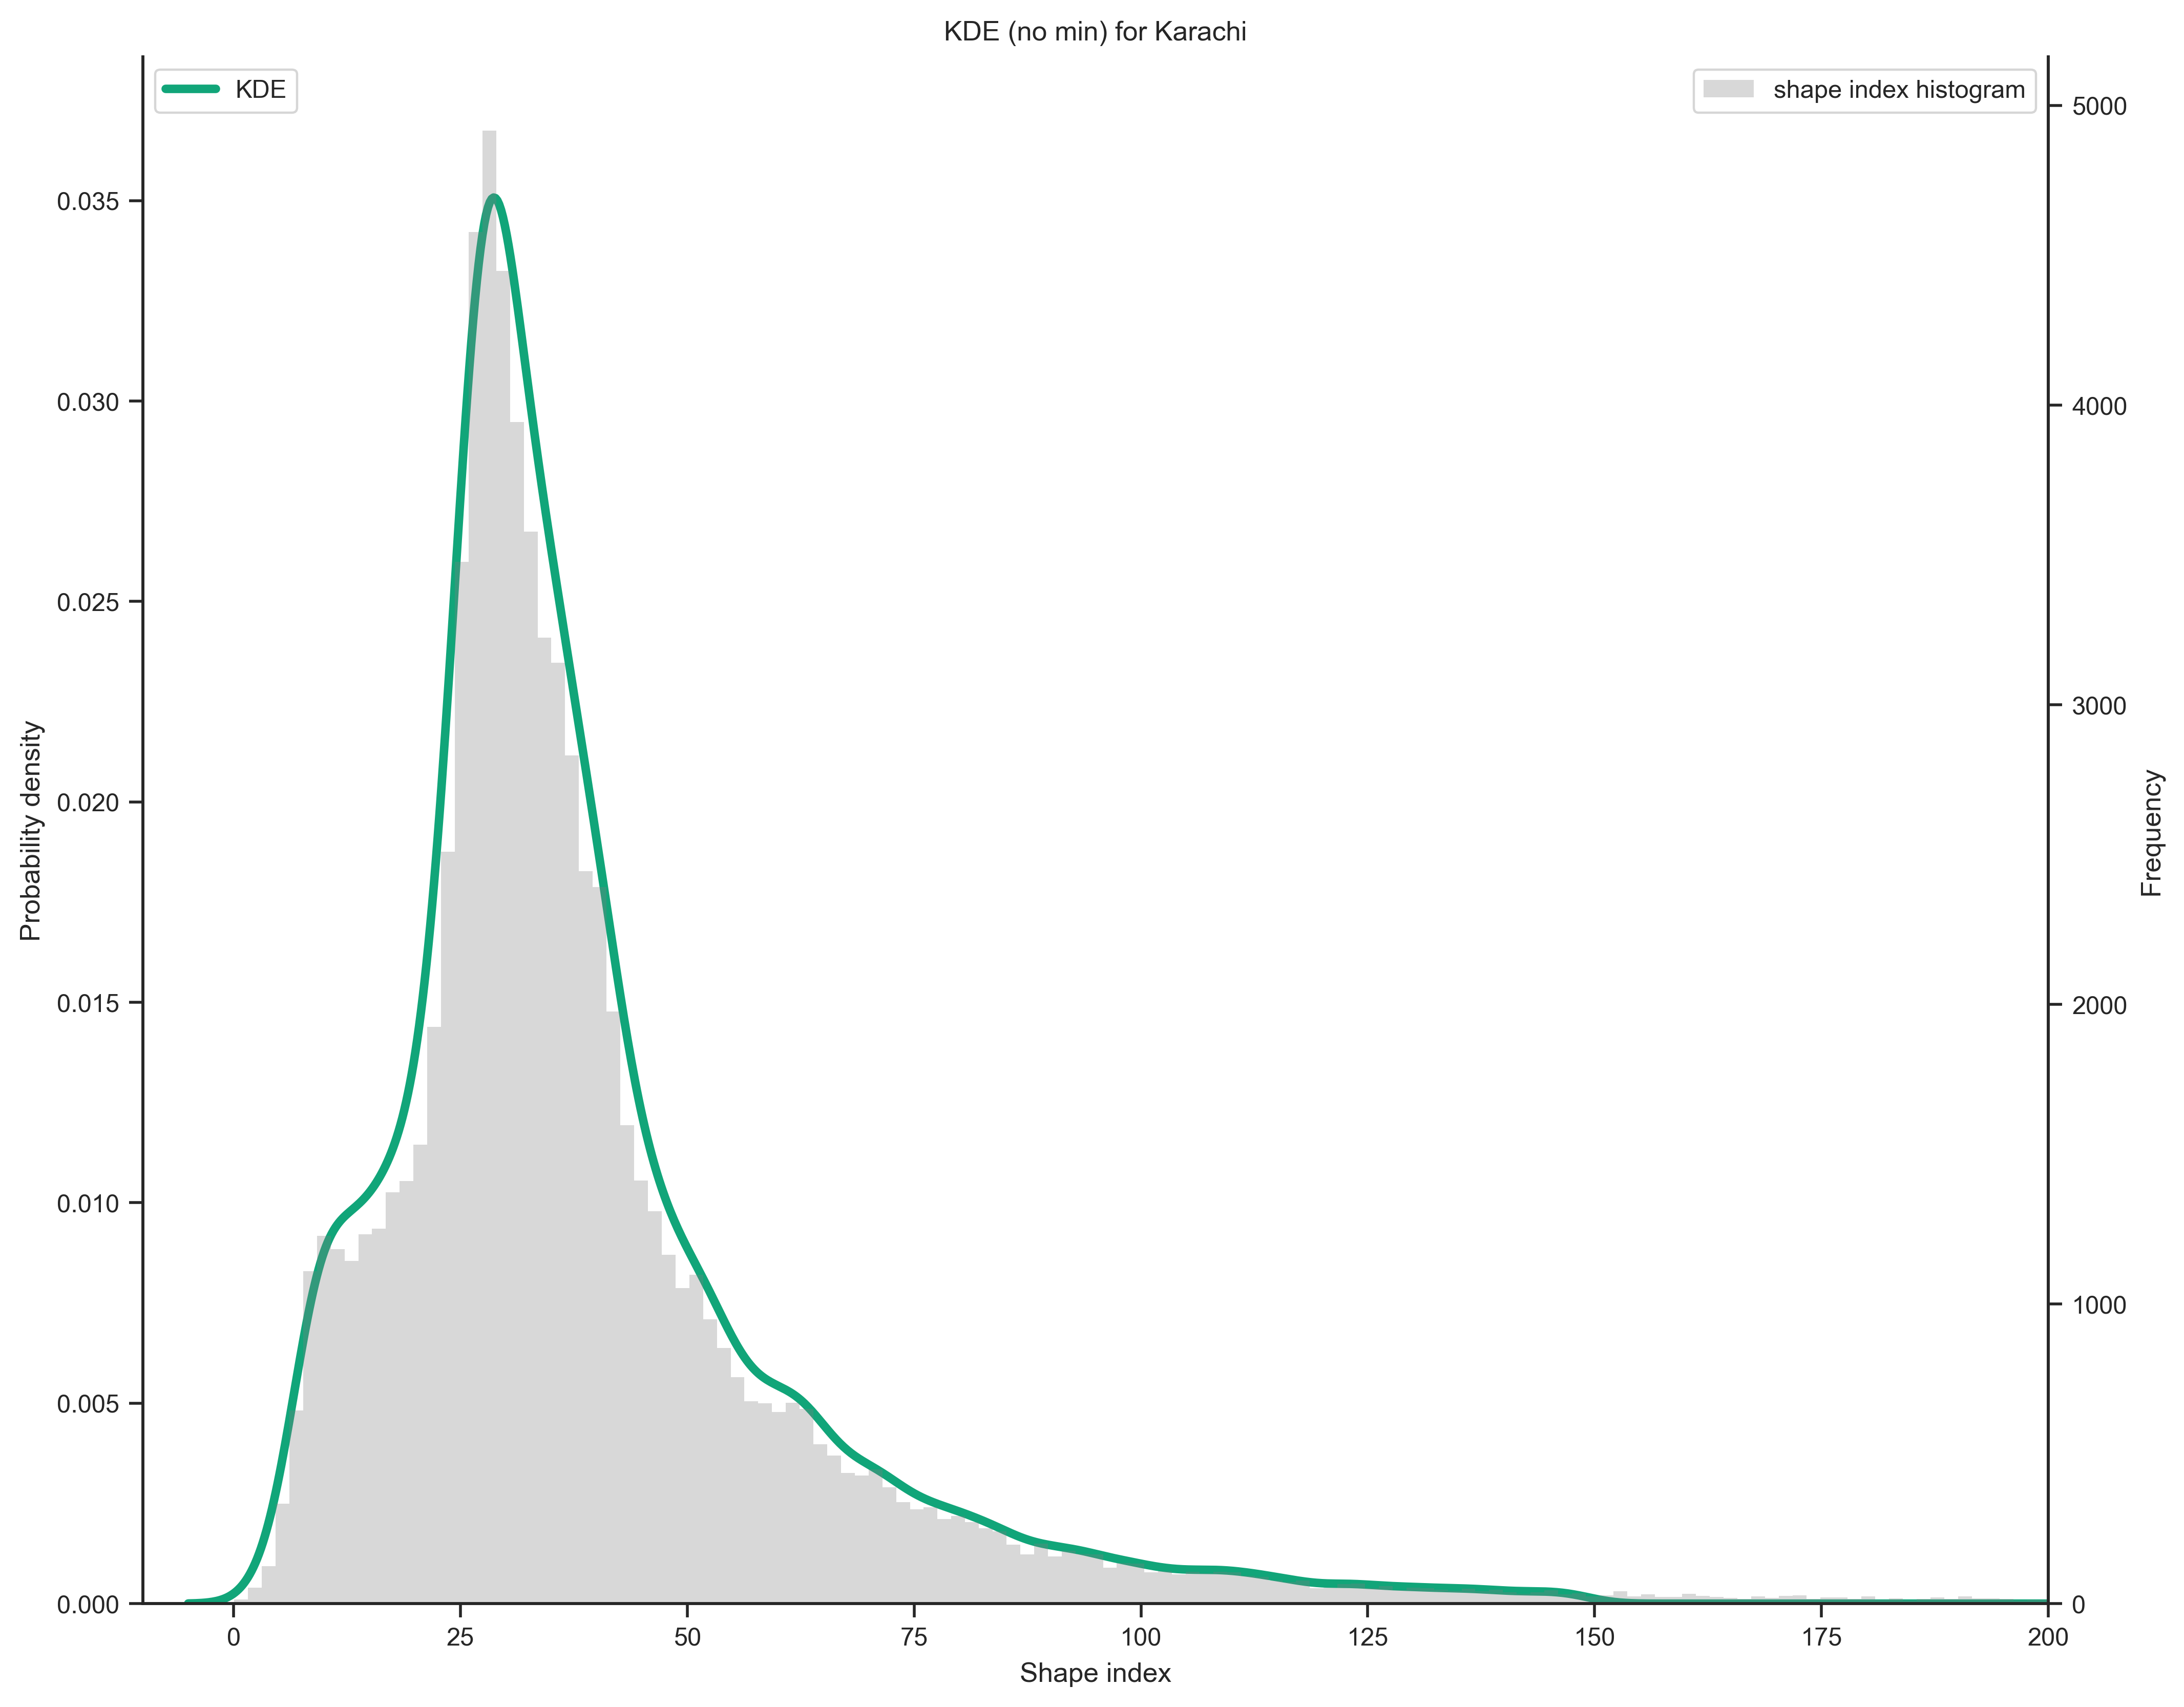 KDE (no min) for Karachi
KDE
shape index histogram
Probability density
0.035
0.030
0.025
0.020
0.015
0.010
0.005
0.000
5000
4000
3000
2000
1000
0
Frequency
0 25 50 75 100 125 150 175 200
Shape index